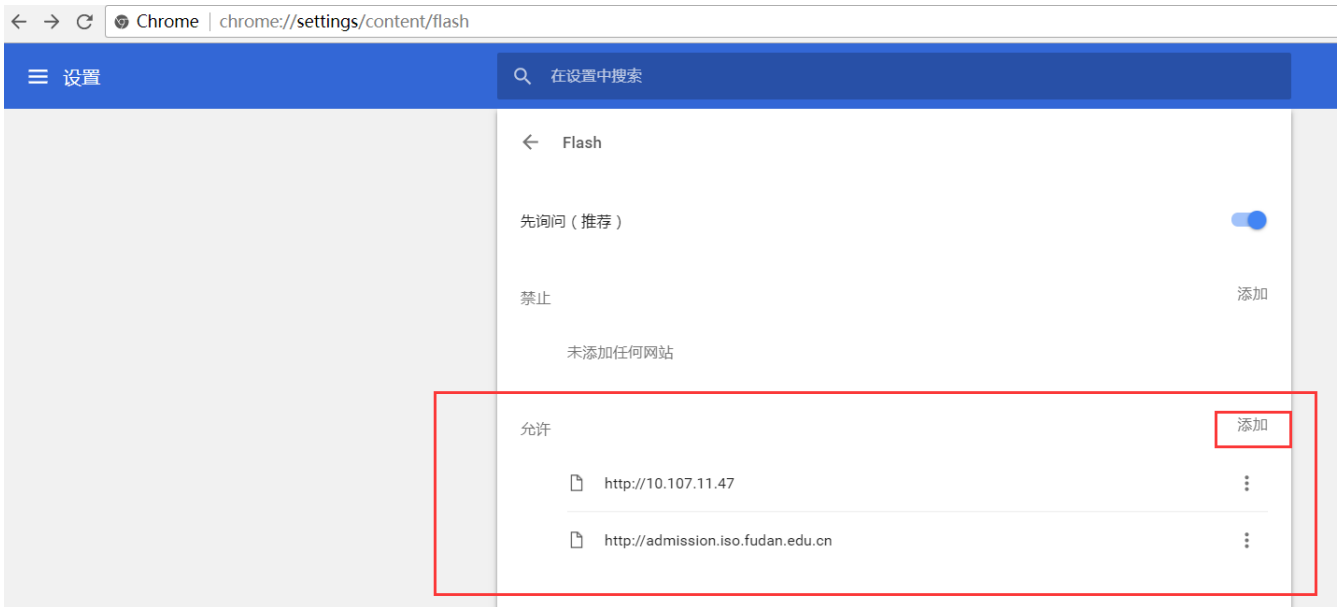 Chrome | chrome://settings/content/flash
设置 在设置中搜索
Flash
先询问（推荐）
禁止 添加
未添加任何网站
允许 添加
http://10.107.11.47
http://admission.iso.fudan.edu.cn